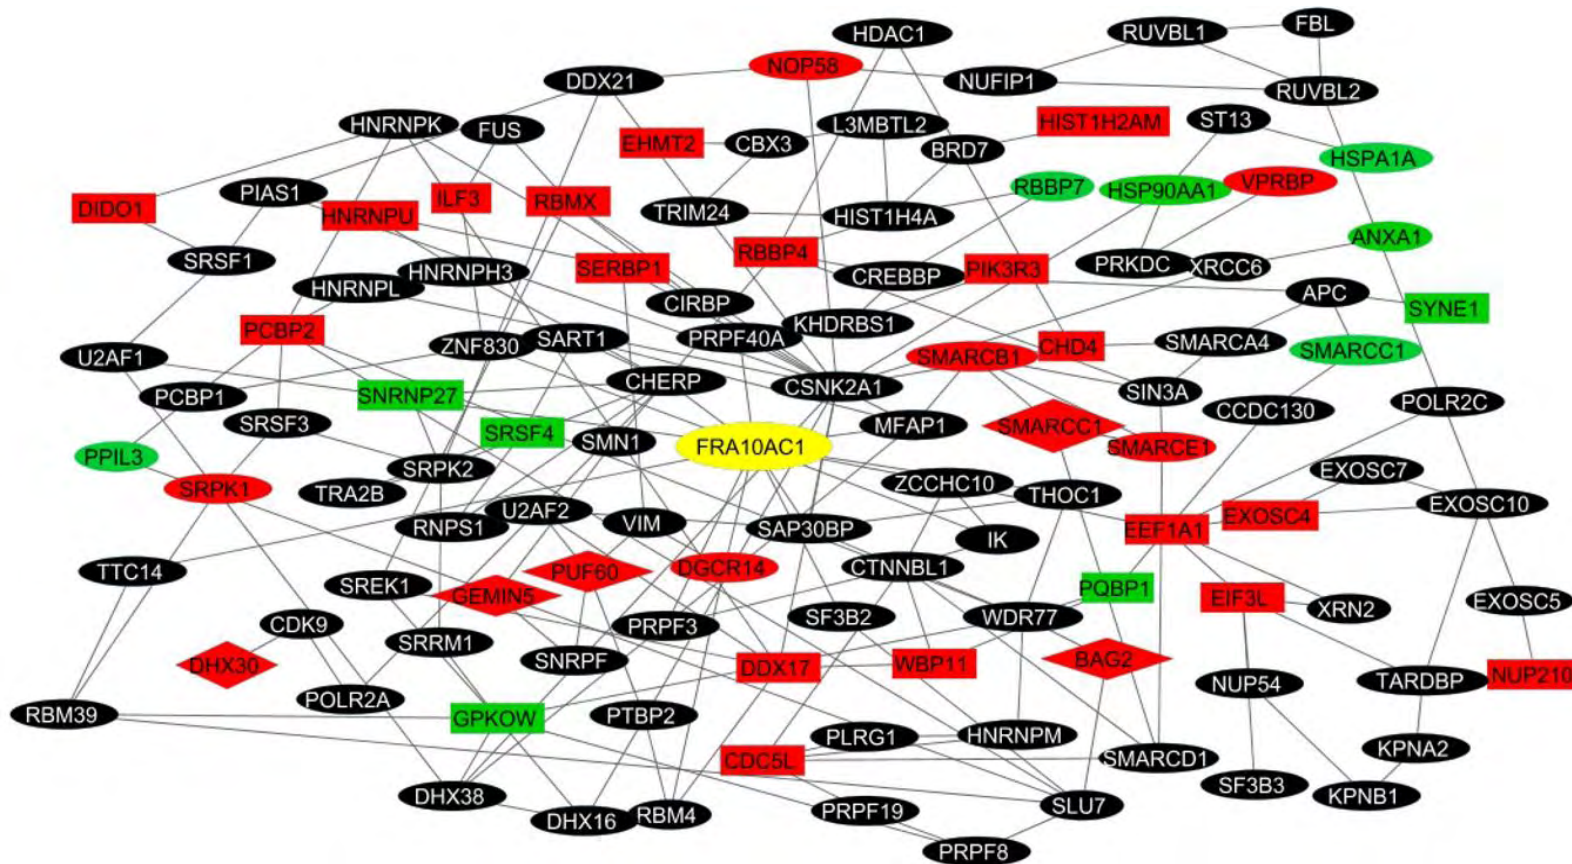 HDAC1
RUVBL1
FBL
NOP58
DDX21
NUFIP1
RUVBL2
HNRNPK
FUS
L3MBTL2
HIST1H2AM
ST13
EHMT2
CBX3
BRD7
HSPA1A
PIAS1
ILF3
RBMX
RBBP7
HSP90AA1
VPRBP
DIDO1
HNRNPU
TRIM24
HIST1H4A
ANXA1
SRSF1
HNRNPH3
SERBP1
RBBP4
CREBBP
PIK3R3
PRKDC
XRCC6
HNRNPL
CIRBP
APC
SYNE1
PCBP2
SART1
PRPF40A
KHDRBS1
U2AF1
ZNF830
SMARCB1
CHD4
SMARCA4
SMARCC1
PCBP1
SNRNP27
CHERP
CSNK2A1
SIN3A
SRSF3
SRSF4
SMN1
FRA10AC1
MFAP1
SMARCC1
SMARCE1
CCDC130
POLR2C
PPIL3
SRPK1
TRA2B
SRPK2
ZCCHC10
THOC1
EXOSC7
EXOSC10
RNPS1
U2AF2
VIM
SAP30BP
IK
EEF1A1
EXOSC4
TTC14
SREK1
PUF60
DGCR14
CTNNBL1
PQBP1
GEMIN5
EIF3L
XRN2
EXOSC5
CDK9
PRPF3
SF3B2
WDR77
DHX30
SRRM1
SNRPF
DDX17
WBP11
BAG2
NUP54
TARDBP
NUP210
RBM39
POLR2A
GPKOW
PTBP2
PLRG1
HNRNPM
KPNA2
CDC5L
SMARCD1
SF3B3
DHX38
DHX16
RBM4
PRPF19
SLU7
KPNB1
PRPF8